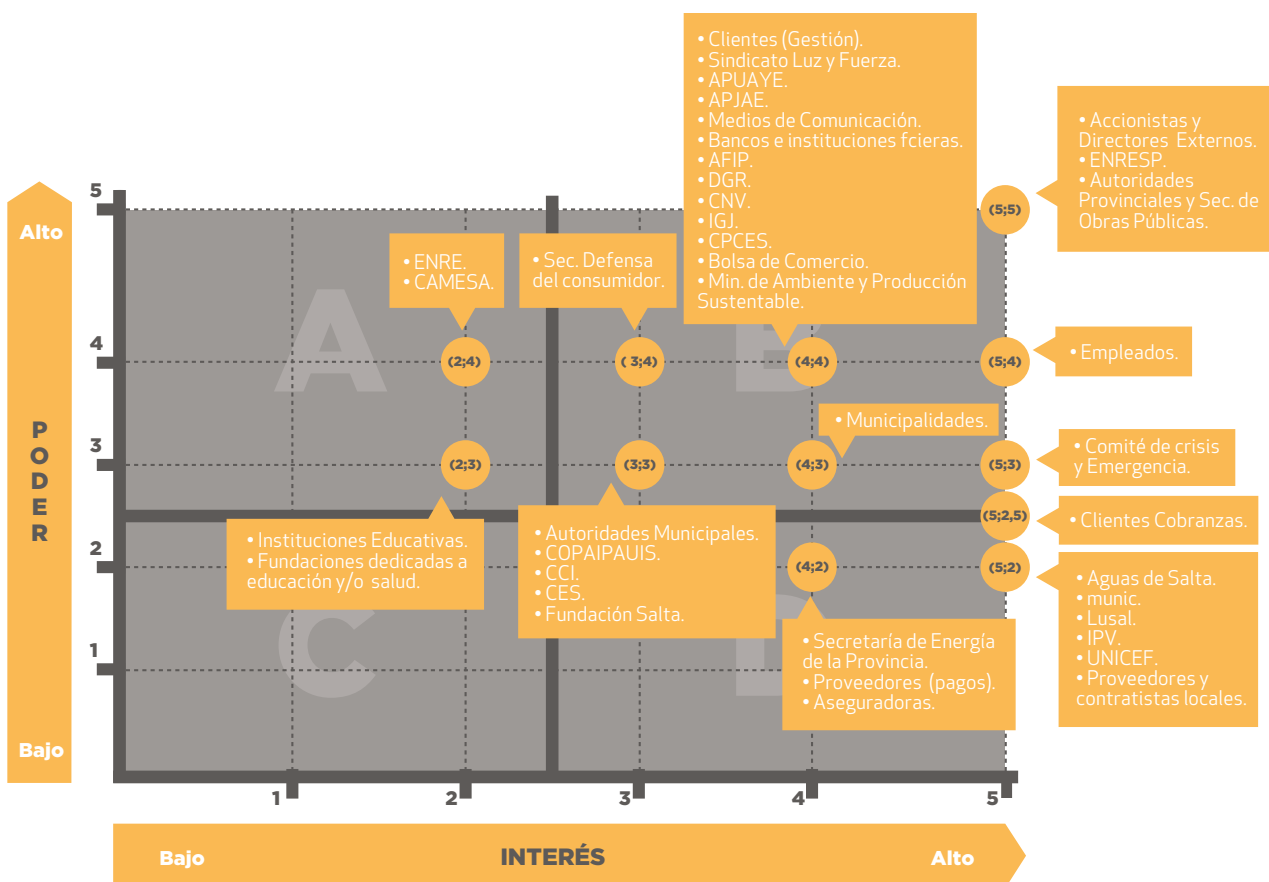 • Clientes (Gestión).
• Sindicato Luz y Fuerza.
• APUAYE.
• APJAE.
• Medios de Comunicación.
• Bancos e instituciones fcieras.
• AFIP.
• DGR.
• CNV.
• IGJ.
• CPCES.
• Bolsa de Comercio.
• Min. de Ambiente y Producción
Sustentable.
• Accionistas y
Directores Externos.
• ENRESP.
• Autoridades
Provinciales y Sec. de
Obras Públicas.
5
(5;5)
Alto
• ENRE.
• CAMESA.
• Sec. Defensa
del consumidor.
A
B
4
(2;4)
( 3;4)
(4;4)
(5;4)
• Empleados.
PODER
• Municipalidades.
3
(2;3)
(3;3)
(4;3)
(5;3)
• Comité de crisis
y Emergencia.
(5;2,5)
• Clientes Cobranzas.
• Instituciones Educativas.
• Fundaciones dedicadas a
educación y/o salud.
• Autoridades Municipales.
• COPAIPAUIS.
• CCI.
• CES.
• Fundación Salta.
2
(4;2)
(5;2)
• Aguas de Salta.
• munic.
• Lusal.
• IPV.
• UNICEF.
• Proveedores y
contratistas locales.
C
D
1
• Secretaría de Energía
de la Provincia.
• Proveedores (pagos).
• Aseguradoras.
Bajo
1
2
3
4
5
Bajo
INTERÉS
Alto